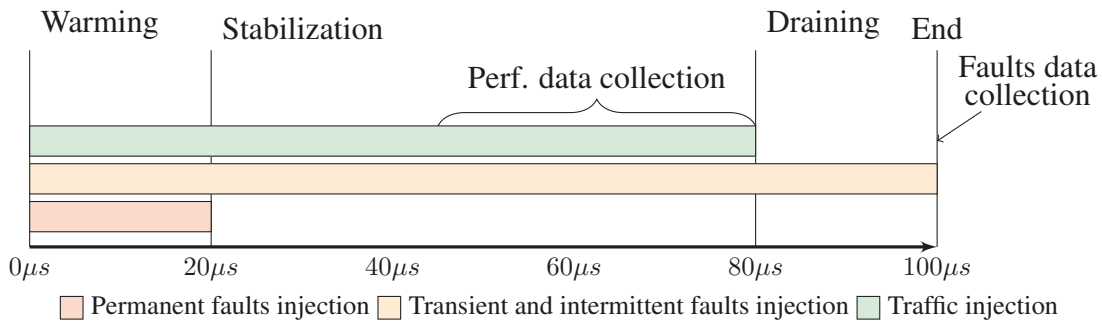 Warming
Stabilization
Draining
End
Perf. data collection
Faults data
collection
0μs
20μs
40μs
60μs
80μs
100μs
Permanent faults injection
Transient and intermittent faults injection
Traffic injection